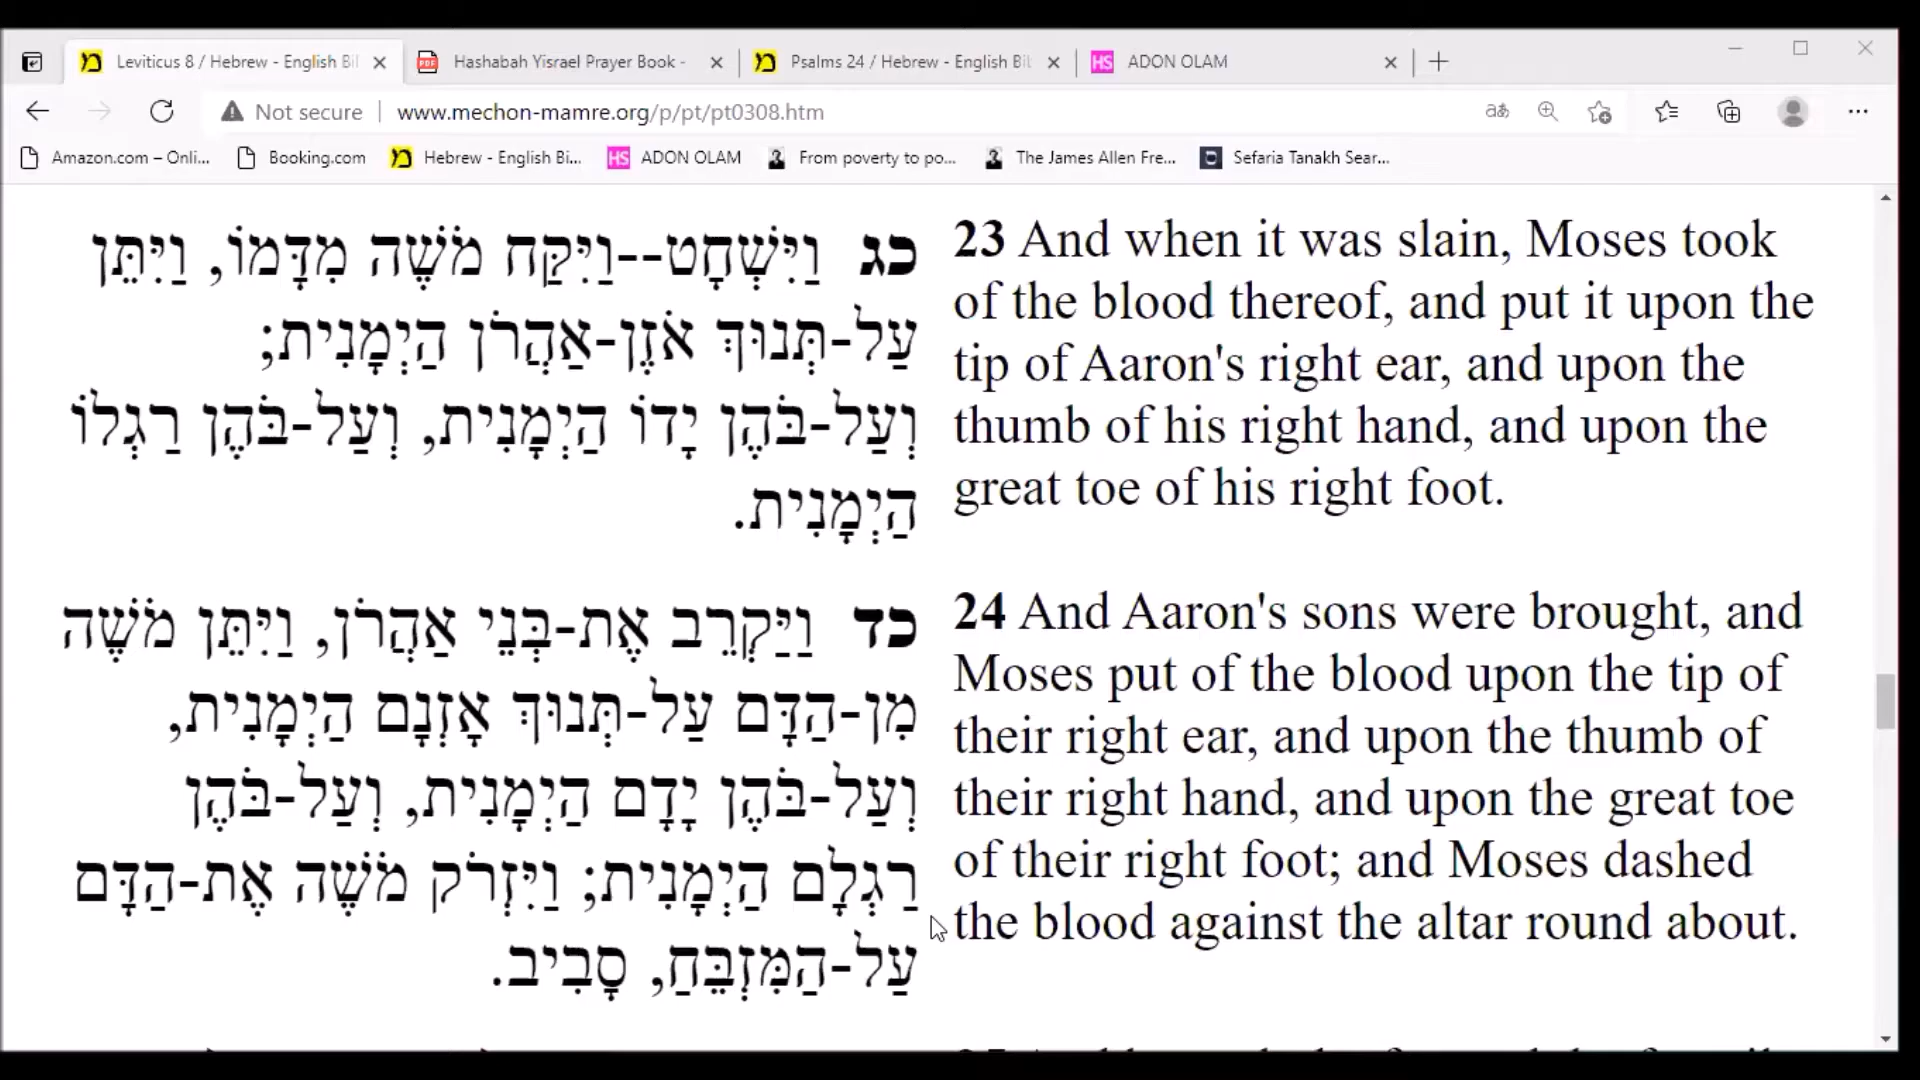 Leviticus 8 / Hebrew - English Bil
Hashabah Yisrael Prayer Book -
Psalms 24 / Hebrew - English Bib
HS ADON OLAM
Not secure
www.mechon-mamre.org/p/pt/pt0308.htm
Amazon.com – Onli...
Booking.com
Hebrew - English Bi...
HS ADON OLAM
From poverty to po...
The James Allen Fre...
Sefaria Tanakh Sear...
כג וַיִּשְׁחָט--וַיִּקַּח מֹשֶׁה מִדָּמוֹ, וַיִּתֵּן
עַל-תְּנוּךְ אֹזֶן-אַהֲרֹן הַיְמָנִית;
וְעַל-בֹּהֶן יָדוֹ הַיְמָנִית, וְעַל-בֹּהֶן רַגְלוֹ
הַיְמָנִית.
23 And when it was slain, Moses took
of the blood thereof, and put it upon the
tip of Aaron's right ear, and upon the
thumb of his right hand, and upon the
great toe of his right foot.
כד וַיַּקְרֵב אֶת-בְּנֵי אַהֲרֹן, וַיִּתֵּן מֹשֶׁה
מִן-הַדָּם עַל-תְּנוּךְ אָזְנָם הַיְמָנִית,
וְעַל-בֹּהֶן יָדָם הַיְמָנִית, וְעַל-בֹּהֶן
רַגְלָם הַיְמָנִית; וַיִּזְרֹק מֹשֶׁה אֶת-הַדָּם
עַל-הַמִּזְבֵּחַ, סָבִיב.
24 And Aaron's sons were brought, and
Moses put of the blood upon the tip of
their right ear, and upon the thumb of
their right hand, and upon the great toe
of their right foot; and Moses dashed
the blood against the altar round about.